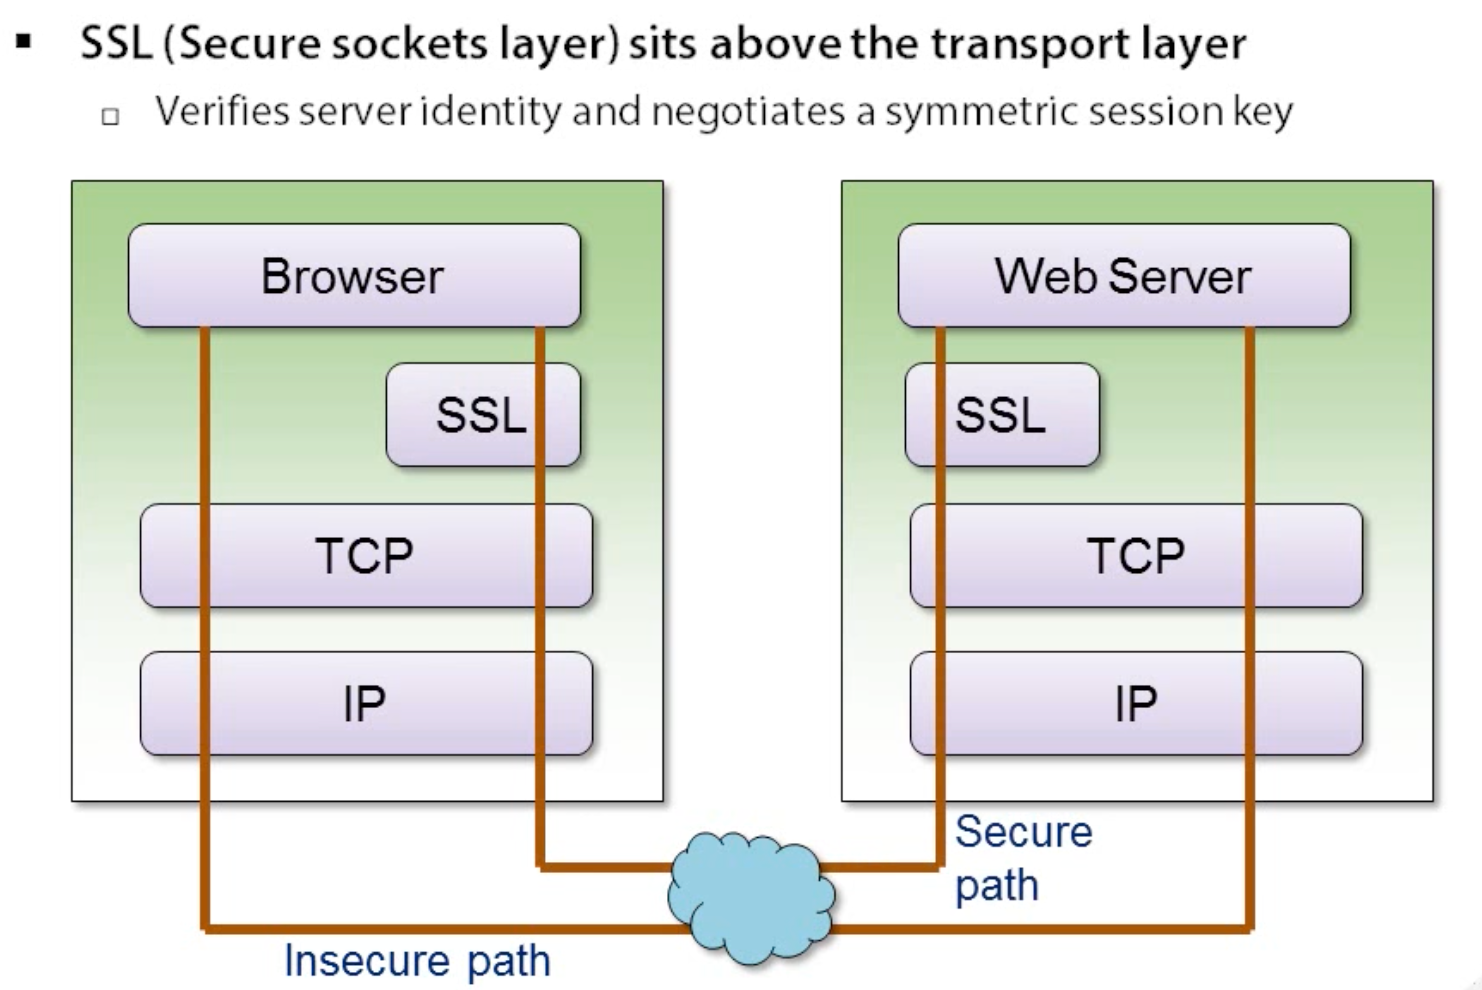 ▪ SSL (Secure sockets layer) sits above the transport layer
□ Verifies server identity and negotiates a symmetric session key
Browser
Web Server
SSL
SSL
TCP
TCP
IP
IP
Secure
path
Insecure path